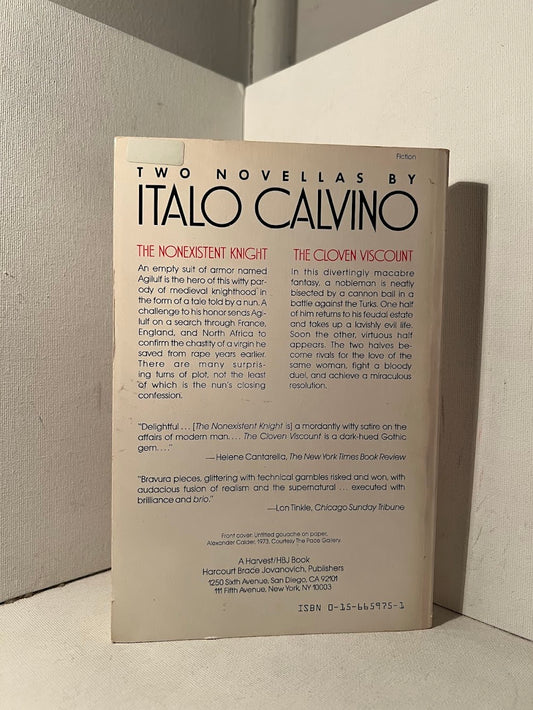 Fiction
TWO NOVELLAS BY
ITALO CALVINO
THE NONEXISTENT KNIGHT
An empty suit of armor named
Agilulf is the hero of this witty par-
ody of medieval knighthood in
the form of a tale told by a nun. A
challenge to his honor sends Agi-
lulf on a search through France,
England, and North Africa to
confirm the chastity of a virgin he
saved from rape years earlier.
There are many surpris-
ing turns of plot, not the least
of which is the nun's closing
confession.
THE CLOVEN VISCOUNT
In this divertingly macabre
fantasy, a nobleman is neatly
bisected by a cannon ball in a
battle against the Turks. One half
of him returns to his feudal estate
and takes up a lavishly evil life.
Soon the other, virtuous half
appears. The two halves be-
come rivals for the love of the
same woman, fight a bloody
duel, and achieve a miraculous
resolution.
"Delightful . . . [The Nonexistent Knight is] a mordantly witty satire on the
affairs of modern man. . . . The Cloven Viscount is a dark-hued Gothic
gem. . . ."
—Helene Cantarella, The New York Times Book Review
"Bravura pieces, glittering with technical gambles risked and won, with
audacious fusion of realism and the supernatural . . . executed with
brilliance and brio."
—Lon Tinkle, Chicago Sunday Tribune
Front cover: Untitled gouache on paper,
Alexander Calder, 1973. Courtesy The Pace Gallery.
A Harvest/HBJ Book
Harcourt Brace Jovanovich, Publishers
1250 Sixth Avenue, San Diego, CA 92101
111 Fifth Avenue, New York, NY 10003
ISBN 0-15-665975-1